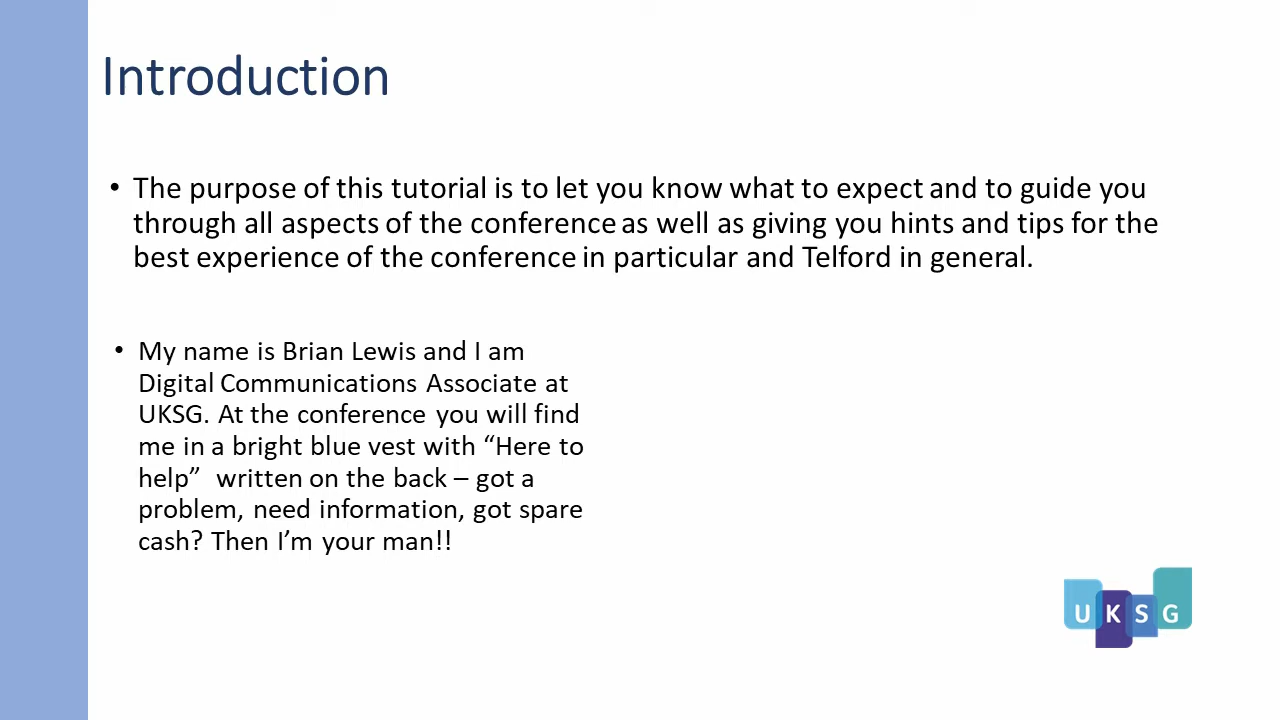 Introduction
• The purpose of this tutorial is to let you know what to expect and to guide you
through all aspects of the conference as well as giving you hints and tips for the
best experience of the conference in particular and Telford in general.
• My name is Brian Lewis and I am
Digital Communications Associate at
UKSG. At the conference you will find
me in a bright blue vest with “Here to
help”  written on the back – got a
problem, need information, got spare
cash? Then I’m your man!!
UKSG